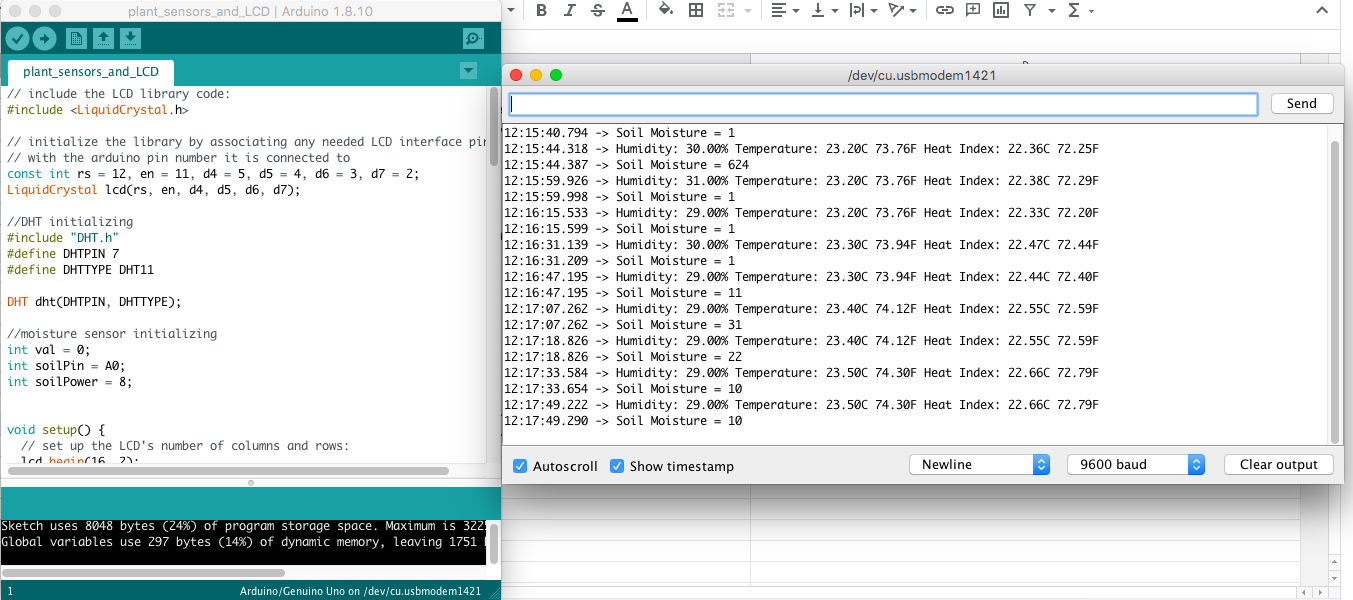 plant_sensors_and_LCD | Arduino 1.8.10
plant_sensors_and_LCD
// include the LCD library code:
#include <LiquidCrystal.h>
// initialize the library by associating any needed LCD interface pin
// with the arduino pin number it is connected to
const int rs = 12, en = 11, d4 = 5, d5 = 4, d6 = 3, d7 = 2;
LiquidCrystal lcd(rs, en, d4, d5, d6, d7);
//DHT initializing
#include "DHT.h"
#define DHTPIN 7
#define DHTTYPE DHT11
DHT dht(DHTPIN, DHTTYPE);
//moisture sensor initializing
int val = 0;
int soilPin = A0;
int soilPower = 8;
void setup() {
// set up the LCD's number of columns and rows:
lcd.begin(16, 2);
Sketch uses 8048 bytes (24%) of program storage space. Maximum is 3225
Global variables use 297 bytes (14%) of dynamic memory, leaving 1751
1
Arduino/Genuino Uno on /dev/cu.usbmodem1421
B I S A
/dev/cu.usbmodem1421
Send
12:15:40.794 -> Soil Moisture = 1
12:15:44.318 -> Humidity: 30.00% Temperature: 23.20C 73.76F Heat Index: 22.36C 72.25F
12:15:44.387 -> Soil Moisture = 624
12:15:59.926 -> Humidity: 31.00% Temperature: 23.20C 73.76F Heat Index: 22.38C 72.29F
12:15:59.998 -> Soil Moisture = 1
12:16:15.533 -> Humidity: 29.00% Temperature: 23.20C 73.76F Heat Index: 22.33C 72.20F
12:16:15.599 -> Soil Moisture = 1
12:16:31.139 -> Humidity: 30.00% Temperature: 23.30C 73.94F Heat Index: 22.47C 72.44F
12:16:31.209 -> Soil Moisture = 1
12:16:47.195 -> Humidity: 29.00% Temperature: 23.30C 73.94F Heat Index: 22.44C 72.40F
12:16:47.195 -> Soil Moisture = 11
12:17:07.262 -> Humidity: 29.00% Temperature: 23.40C 74.12F Heat Index: 22.55C 72.59F
12:17:07.262 -> Soil Moisture = 31
12:17:18.826 -> Humidity: 29.00% Temperature: 23.40C 74.12F Heat Index: 22.55C 72.59F
12:17:18.826 -> Soil Moisture = 22
12:17:33.584 -> Humidity: 29.00% Temperature: 23.50C 74.30F Heat Index: 22.66C 72.79F
12:17:33.654 -> Soil Moisture = 10
12:17:49.222 -> Humidity: 29.00% Temperature: 23.50C 74.30F Heat Index: 22.66C 72.79F
12:17:49.290 -> Soil Moisture = 10
Autoscroll
Show timestamp
Newline
9600 baud
Clear output